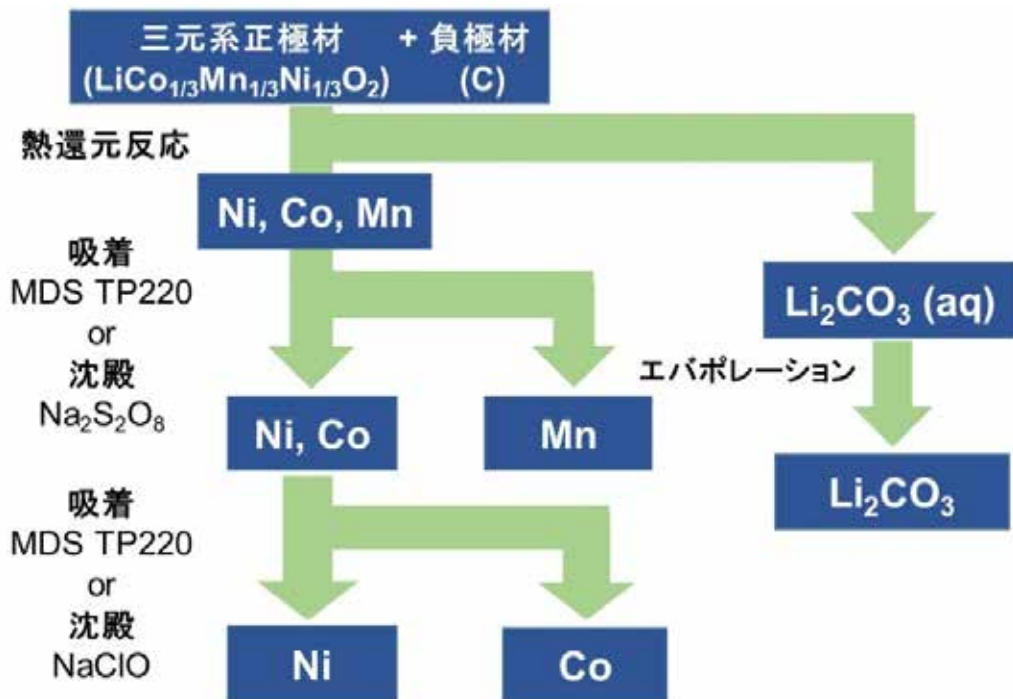 三元系正極材 + 負極材
(LiCo1/3Mn1/3Ni1/3O2) (C)
熱還元反応
Ni, Co, Mn
吸着
MDS TP220
or
沈殿
Na2S2O8
Li2CO3 (aq)
エバポレーション
Ni, Co
Mn
Li2CO3
吸着
MDS TP220
or
沈殿
NaClO
Ni
Co